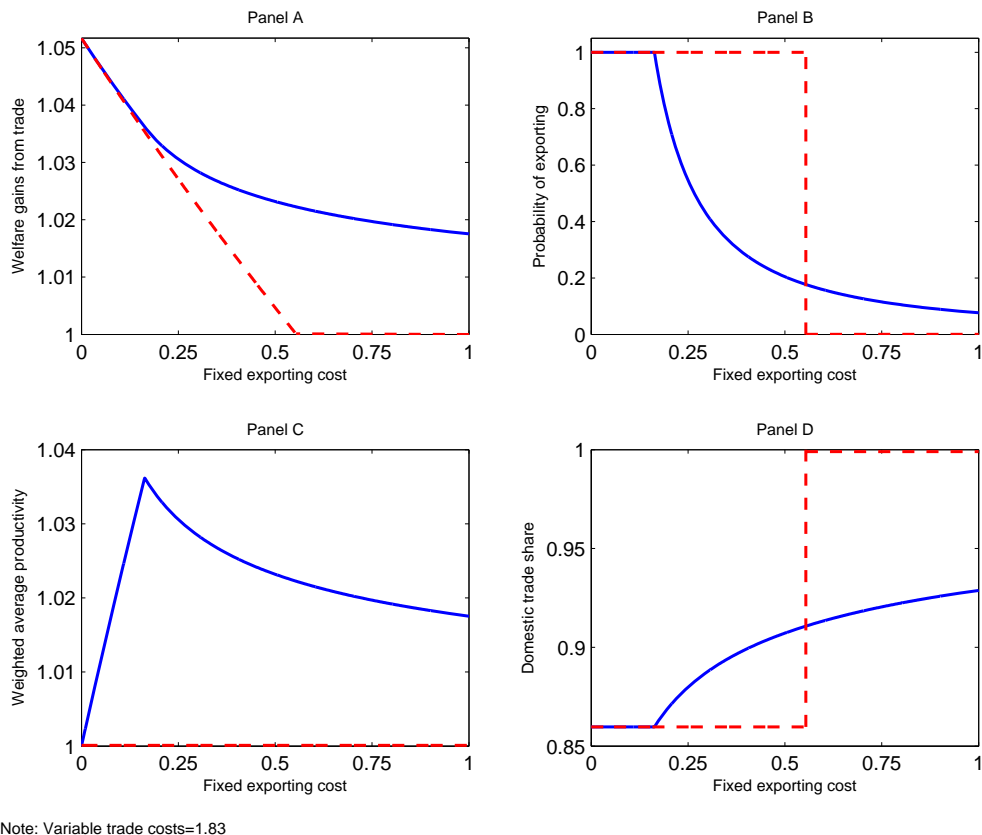 Panel A
1.05
1.04
1.03
1.02
1.01
1
0 0.25 0.5 0.75 1
Fixed exporting cost
Welfare gains from trade
Panel B
1
0.8
0.6
0.4
0.2
0
0 0.25 0.5 0.75 1
Fixed exporting cost
Probability of exporting
Panel C
1.04
1.03
1.02
1.01
1
0 0.25 0.5 0.75 1
Fixed exporting cost
Weighted average productivity
Panel D
1
0.95
0.9
0.85
0 0.25 0.5 0.75 1
Fixed exporting cost
Domestic trade share
Note: Variable trade costs=1.83